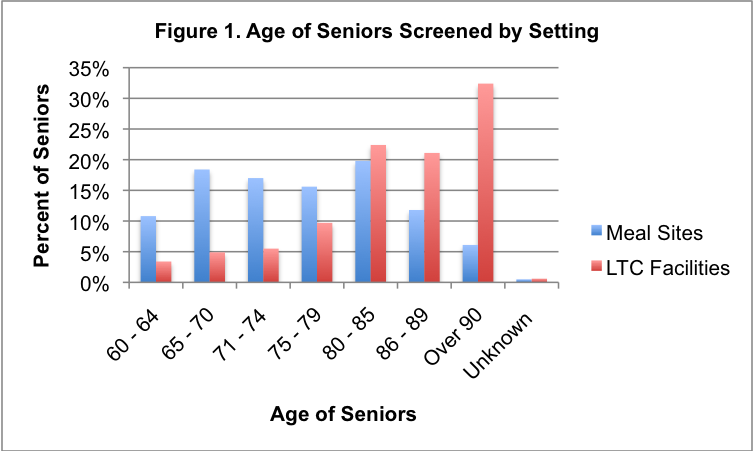 Figure 1. Age of Seniors Screened by Setting
35%
30%
25%
20%
15%
10%
5%
0%
Percent of Seniors
60 - 64
65 - 70
71 - 74
75 - 79
80 - 85
86 - 89
Over 90
Unknown
Age of Seniors
Meal Sites
LTC Facilities